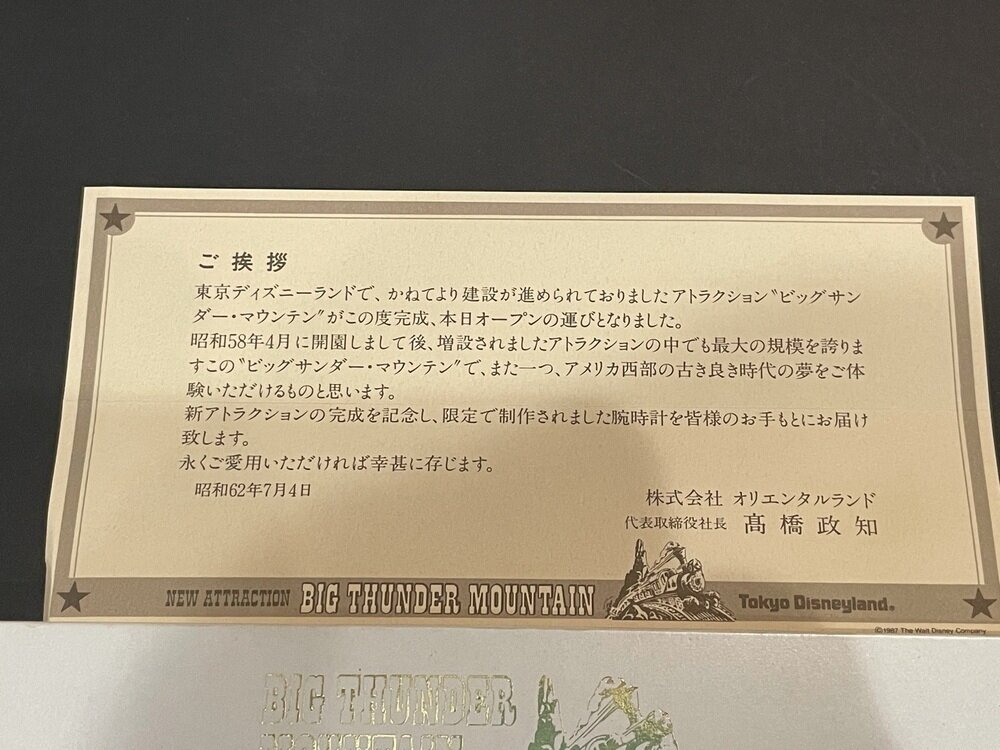 ご挨拶
東京ディズニーランドで、かねてより建設が進められておりましたアトラクション〝ビッグサン
ダー・マウンテン〞がこの度完成、本日オープンの運びとなりました。
昭和58年4月に開園しまして後、増設されましたアトラクションの中でも最大の規模を誇りま
すこの〝ビッグサンダー・マウンテン〞で、また一つ、アメリカ西部の古き良き時代の夢をご体
験いただけるものと思います。
新アトラクションの完成を記念し、限定で制作されました腕時計を皆様のお手もとにお届け
致します。
永くご愛用いただければ幸甚に存じます。
昭和62年7月4日
株式会社 オリエンタルランド
代表取締役社長 髙橋政知
NEW ATTRACTION BIG THUNDER MOUNTAIN Tokyo Disneyland®
©1987 The Walt Disney Company
BIG THUNDER
MOUNTAIN